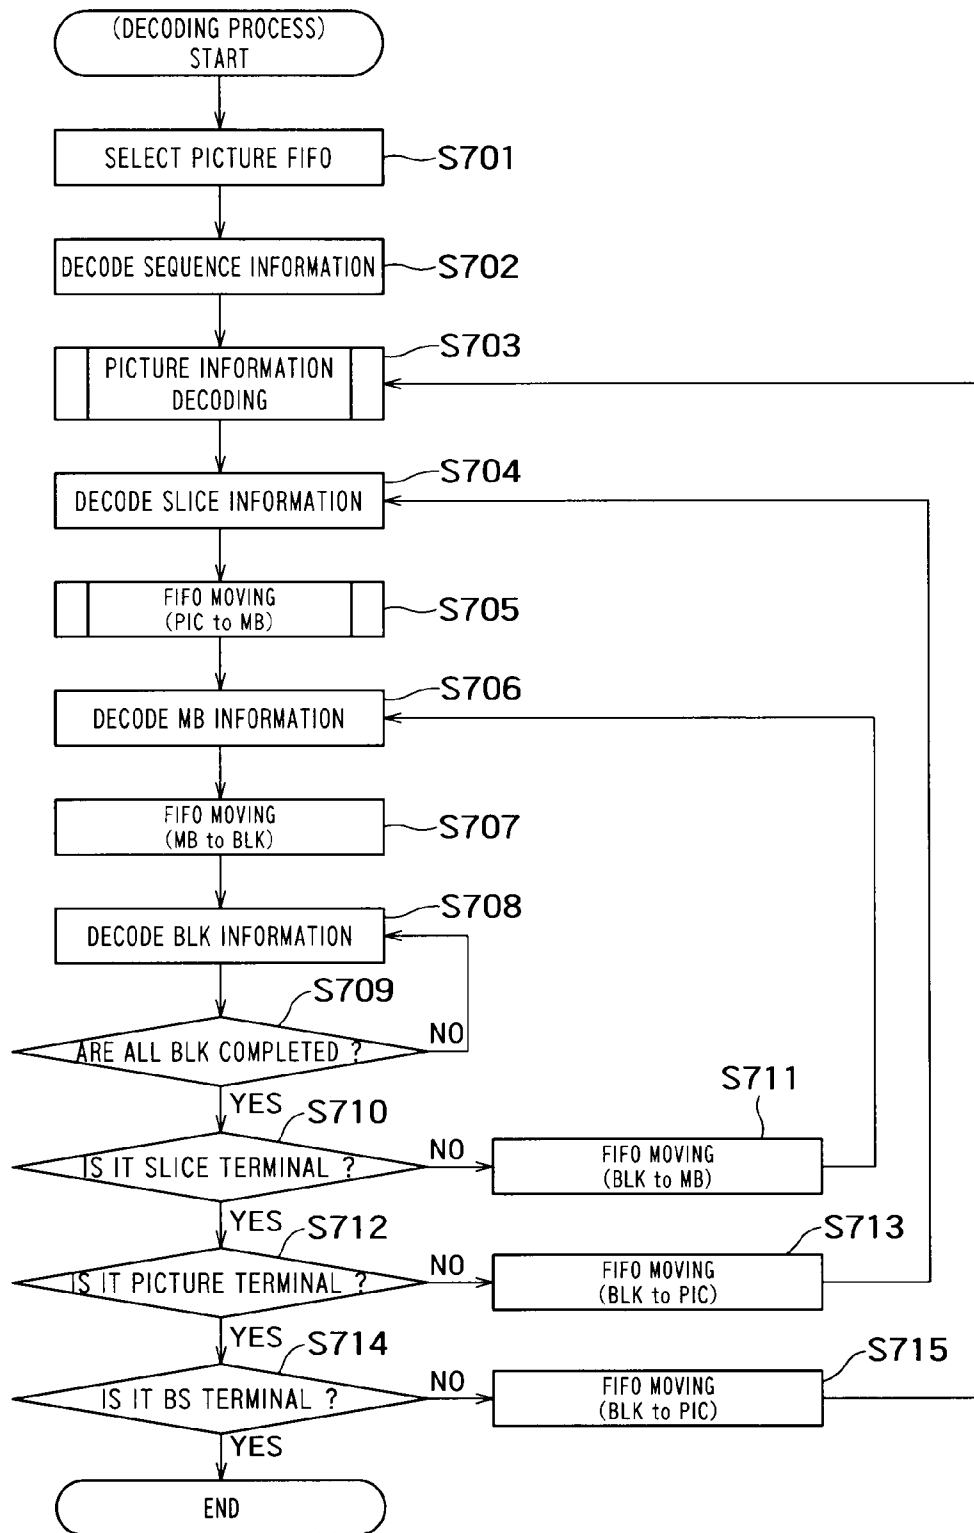 (DECODING PROCESS)
START
SELECT PICTURE FIFO
S701
DECODE SEQUENCE INFORMATION
S702
S703
PICTURE INFORMATION
DECODING
S704
DECODE SLICE INFORMATION
FIFO MOVING
(PIC to MB)
S705
S706
DECODE MB INFORMATION
FIFO MOVING
(MB to BLK)
S707
S708
DECODE BLK INFORMATION
S709
ARE ALL BLK COMPLETED ?
NO
YES
S710
IS IT SLICE TERMINAL ?
NO
S711
FIFO MOVING
(BLK to MB)
YES
S712
IS IT PICTURE TERMINAL ?
NO
S713
FIFO MOVING
(BLK to PIC)
YES
S714
IS IT BS TERMINAL ?
NO
S715
FIFO MOVING
(BLK to PIC)
YES
END